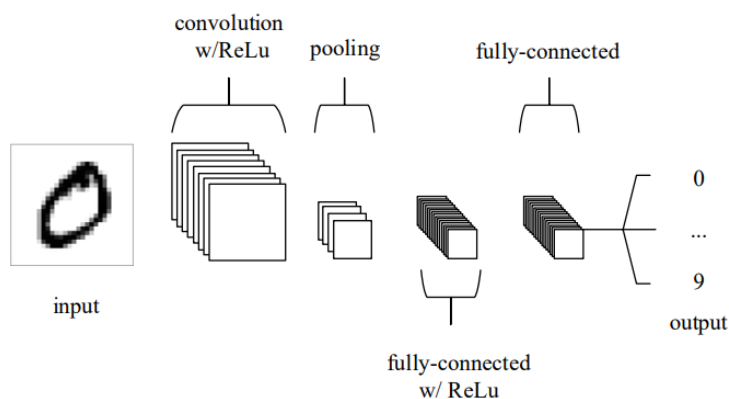 convolution
w/ReLu
pooling
fully-connected
0
...
9
input
output
fully-connected
w/ ReLu